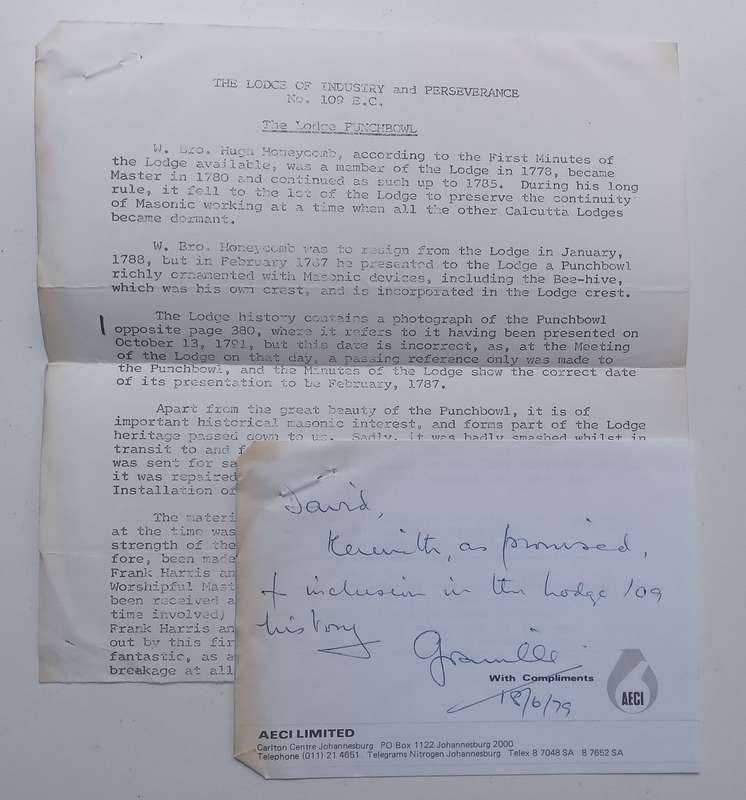 THE LODGE OF INDUSTRY and PERSEVERANCE
No. 109 E.C.
The Lodge PUNCHBOWL
W. Bro. Hugh Honeycomb, according to the First Minutes of
the Lodge available, was a member of the Lodge in 1778, became
Master in 1780 and continued as such up to 1785. During his long
rule, it fell to the lot of the Lodge to preserve the continuity
of Masonic working at a time when all the other Calcutta Lodges
became dormant.
W. Bro. Honeycomb was to resign from the Lodge in January,
1788, but in February 1787 he presented to the Lodge a Punchbowl
richly ornamented with Masonic devices, including the Bee-hive,
which was his own crest, and is incorporated in the Lodge crest.
The Lodge history contains a photograph of the Punchbowl
opposite page 380, where it refers to it having been presented on
October 13, 1791, but this date is incorrect, as, at the Meeting
of the Lodge on that day, a passing reference only was made to
the Punchbowl, and the Minutes of the Lodge show the correct date
of its presentation to be February, 1787.
Apart from the great beauty of the Punchbowl, it is of
important historical masonic interest, and forms part of the Lodge
heritage passed down to us. Sadly, it was badly smashed whilst in
transit to and f
was sent for sa
it was repaired
Installation of
The materi
at the time was
strength of the
fore, been made
Frank Harris an
Worshipful Mast
been received a
time involved)
Frank Harris an
out by this fir
fantastic, as a
breakage at all
David,
Herewith, as promised,
inclusion in the Lodge 109
history
Granville
With Compliments
18/6/79
AECI
AECI LIMITED
Carlton Centre Johannesburg PO Box 1122 Johannesburg 2000
Telephone (011) 21 4651 Telegrams Nitrogen Johannesburg Telex 8 7048 SA 8 7652 SA